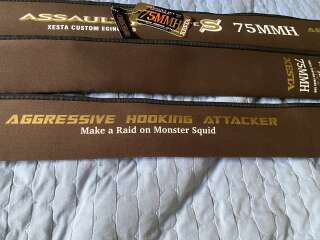 ASSAUL
75MMH
S
75MMH
XESTA CUSTOM EGING
75MMH
XESTA
AGGRESSIVE HOOKING ATTACKER
Make a Raid on Monster Squid